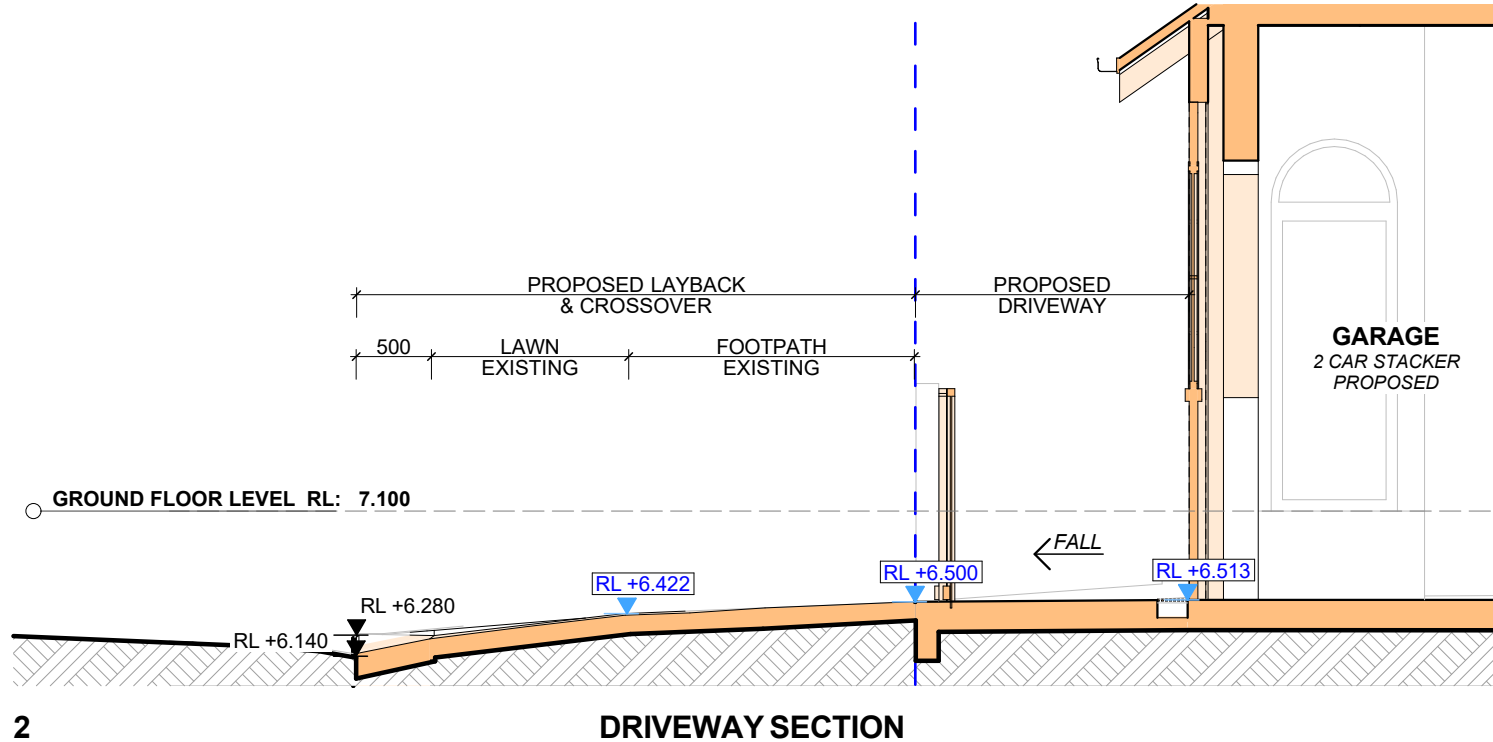 PROPOSED LAYBACK
& CROSSOVER
PROPOSED
DRIVEWAY
500
LAWN
EXISTING
FOOTPATH
EXISTING
GARAGE
2 CAR STACKER
PROPOSED
GROUND FLOOR LEVEL RL: 7.100
FALL
RL +6.422
RL +6.500
RL +6.513
RL +6.280
RL +6.140
2
DRIVEWAY SECTION